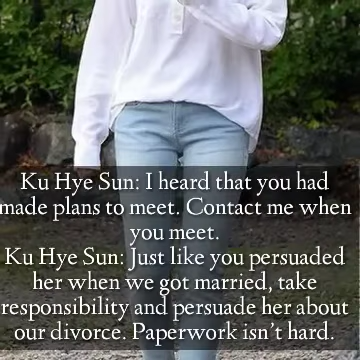 Ku Hye Sun: I heard that you had
made plans to meet. Contact me when
you meet.
Ku Hye Sun: Just like you persuaded
her when we got married, take
responsibility and persuade her about
our divorce. Paperwork isn't hard.